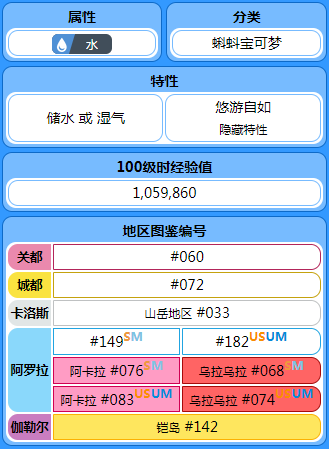 属性
分类
水
蝌蚪宝可梦
特性
储水 或 湿气
悠游自如
隐藏特性
100级时经验值
1,059,860
地区图鉴编号
关都
#060
城都
#072
卡洛斯
山岳地区 #033
阿罗拉
#149SM
#182USUM
阿卡拉 #076SM
乌拉乌拉 #068SM
阿卡拉 #083USUM
乌拉乌拉 #074USUM
伽勒尔
铠岛 #142